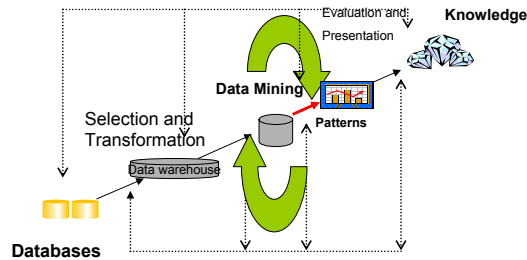 Evaluation and
Presentation
Knowledge
Data Mining
Patterns
Selection and
Transformation
Data warehouse
Databases